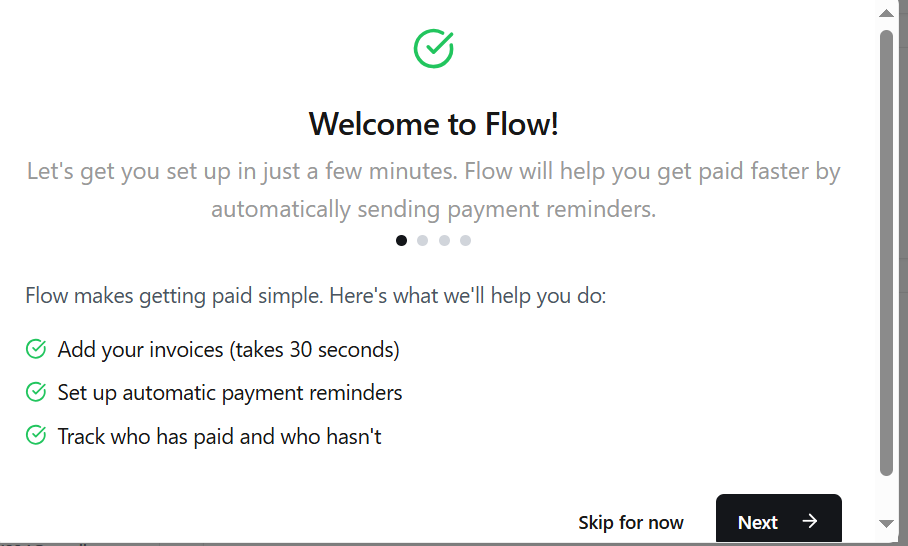 Welcome to Flow!
Let's get you set up in just a few minutes. Flow will help you get paid faster by
automatically sending payment reminders.
Flow makes getting paid simple. Here's what we'll help you do:
Add your invoices (takes 30 seconds)
Set up automatic payment reminders
Track who has paid and who hasn't
Skip for now
Next